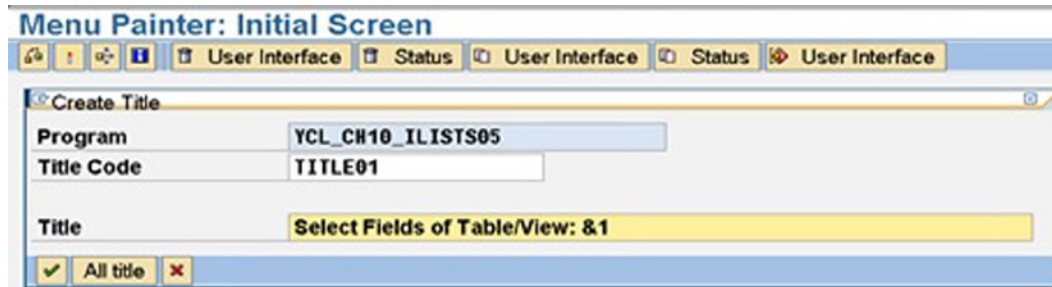 Menu Painter: Initial Screen
User Interface Status User Interface Status User Interface
Create Title
Program YCL_CH10_ILISTS05
Title Code TITLE01
Title Select Fields of Table/View: &1
All title